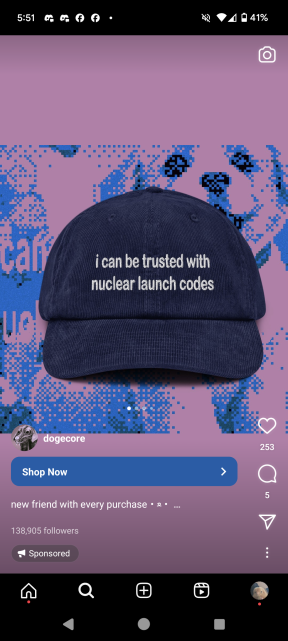 5:51
41%
i can be trusted with
nuclear launch codes
can
dogecore
253
Shop Now
5
new friend with every purchase • • ...
138,905 followers
Sponsored